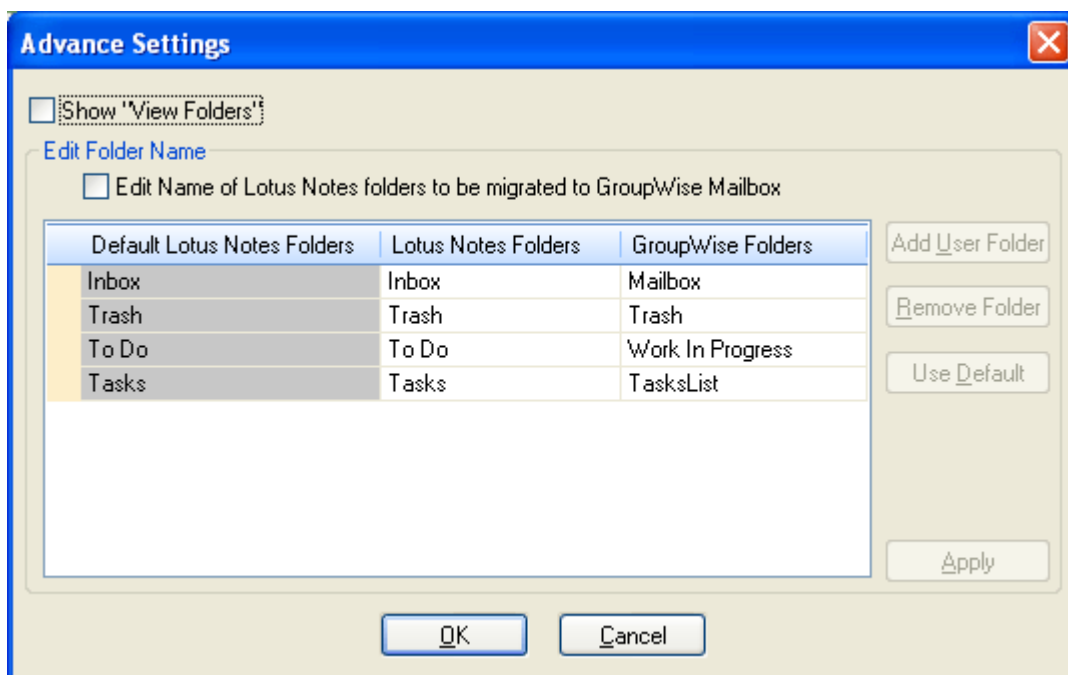 Advance Settings
Show "View Folders"
Edit Folder Name
Edit Name of Lotus Notes folders to be migrated to GroupWise Mailbox
Default Lotus Notes Folders Lotus Notes Folders GroupWise Folders
Inbox Inbox Mailbox
Trash Trash Trash
To Do To Do Work In Progress
Tasks Tasks TasksList
Add User Folder
Remove Folder
Use Default
Apply
OK Cancel